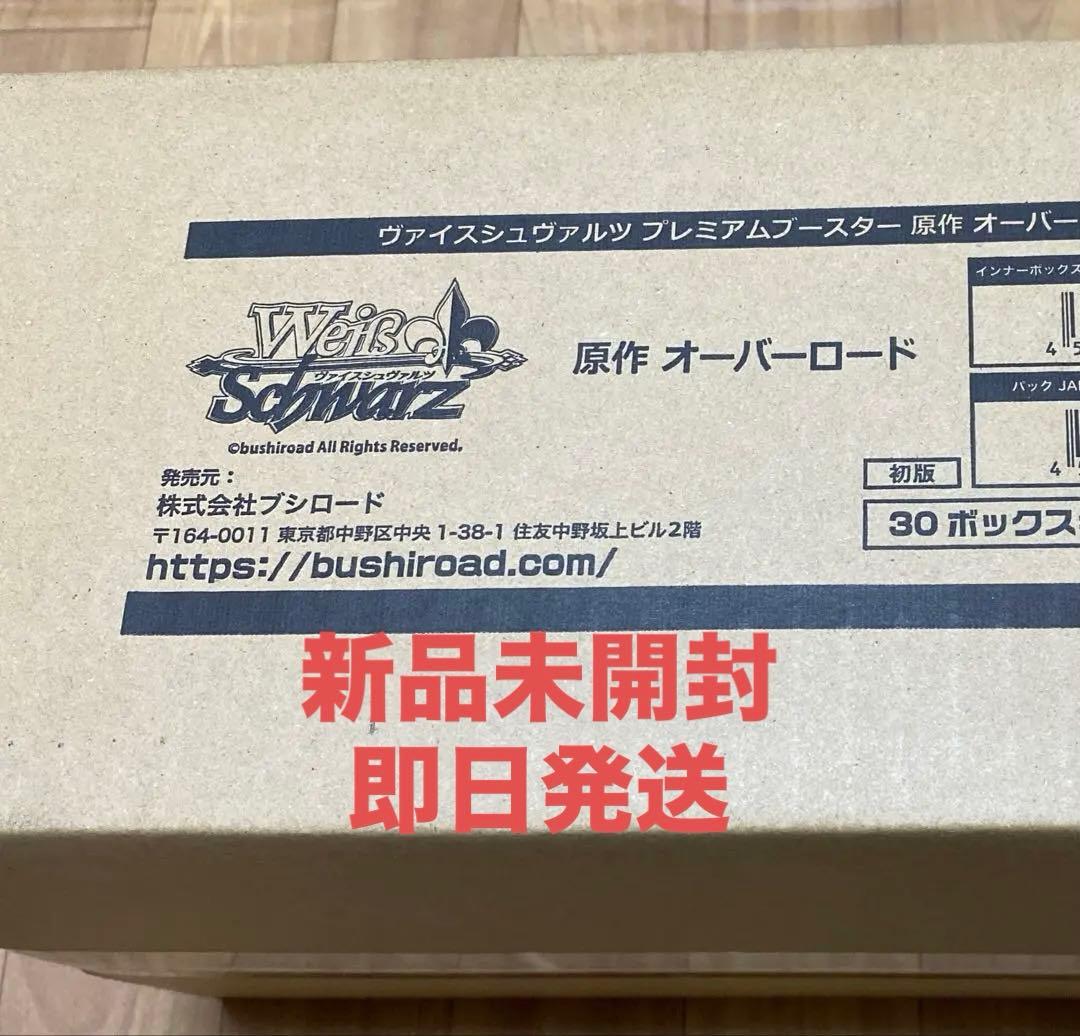 ヴァイスシュヴァルツ プレミアムブースター 原作 オーバー
インナーボックス
Weiß
ヴァイスシュヴァルツ
Schwarz
原作 オーバーロード
4 5
パック JA
©bushiroad All Rights Reserved.
発売元：
初版
4
株式会社ブシロード
〒164-0011 東京都中野区中央 1-38-1 住友中野坂上ビル2階
30 ボックス
https://bushiroad.com/
新品未開封
即日発送